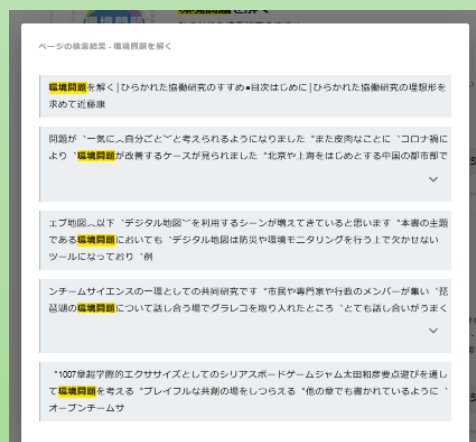 環境問題を解く
ページの検索結果 - 環境問題を解く
環境問題を解く|ひらかれた協働研究のすすめ●目次はじめに|ひらかれた協働研究の理想形を
求めて近藤康
問題が〝一気に︵自分ごと︶と考えられるようになりました〝また皮肉なことに〝コロナ禍に
より〝環境問題が改善するケースが見られました〝北京や上海をはじめとする中国の都市部で
ェブ地図︵以下〝デジタル地図︶を利用するシーンが増えてきていると思います〝本書の主題
である環境問題においても〝デジタル地図は防災や環境モニタリングを行う上で欠かせない
ツールになっており〝例
ンチームサイエンスの一環としての共同研究です〝市民や専門家や行政のメンバーが集い〝琵
琶湖の環境問題について話し合う場でグラレコを取り入れたところ〝とても話し合いがうまく
〝1007章超学際的エクササイズとしてのシリアスボードゲームジャム太田和彦要点遊びを通し
て環境問題を考える〝プレイフルな共創の場をしつらえる〝他の章でも書かれているように〝
オープンチームサ